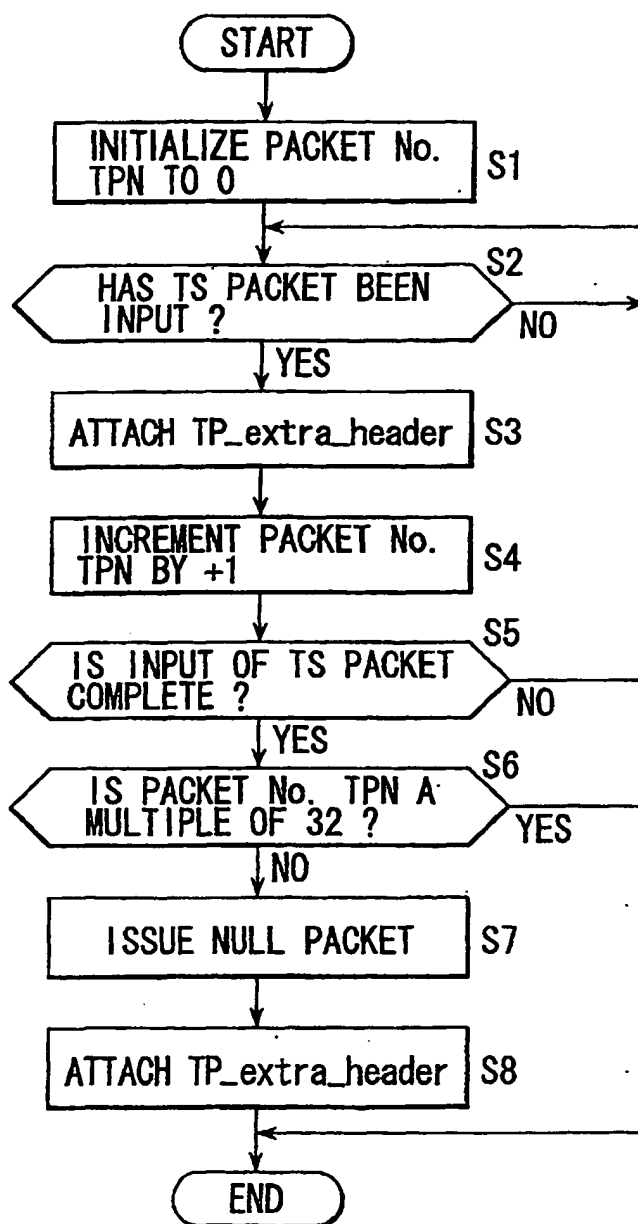 START
INITIALIZE PACKET No.
TPN TO 0
S1
S2
HAS TS PACKET BEEN
INPUT ?
NO
YES
ATTACH TP_extra_header
S3
INCREMENT PACKET No.
TPN BY +1
S4
S5
IS INPUT OF TS PACKET
COMPLETE ?
NO
YES
S6
IS PACKET No. TPN A
MULTIPLE OF 32 ?
YES
NO
ISSUE NULL PACKET
S7
ATTACH TP_extra_header
S8
END